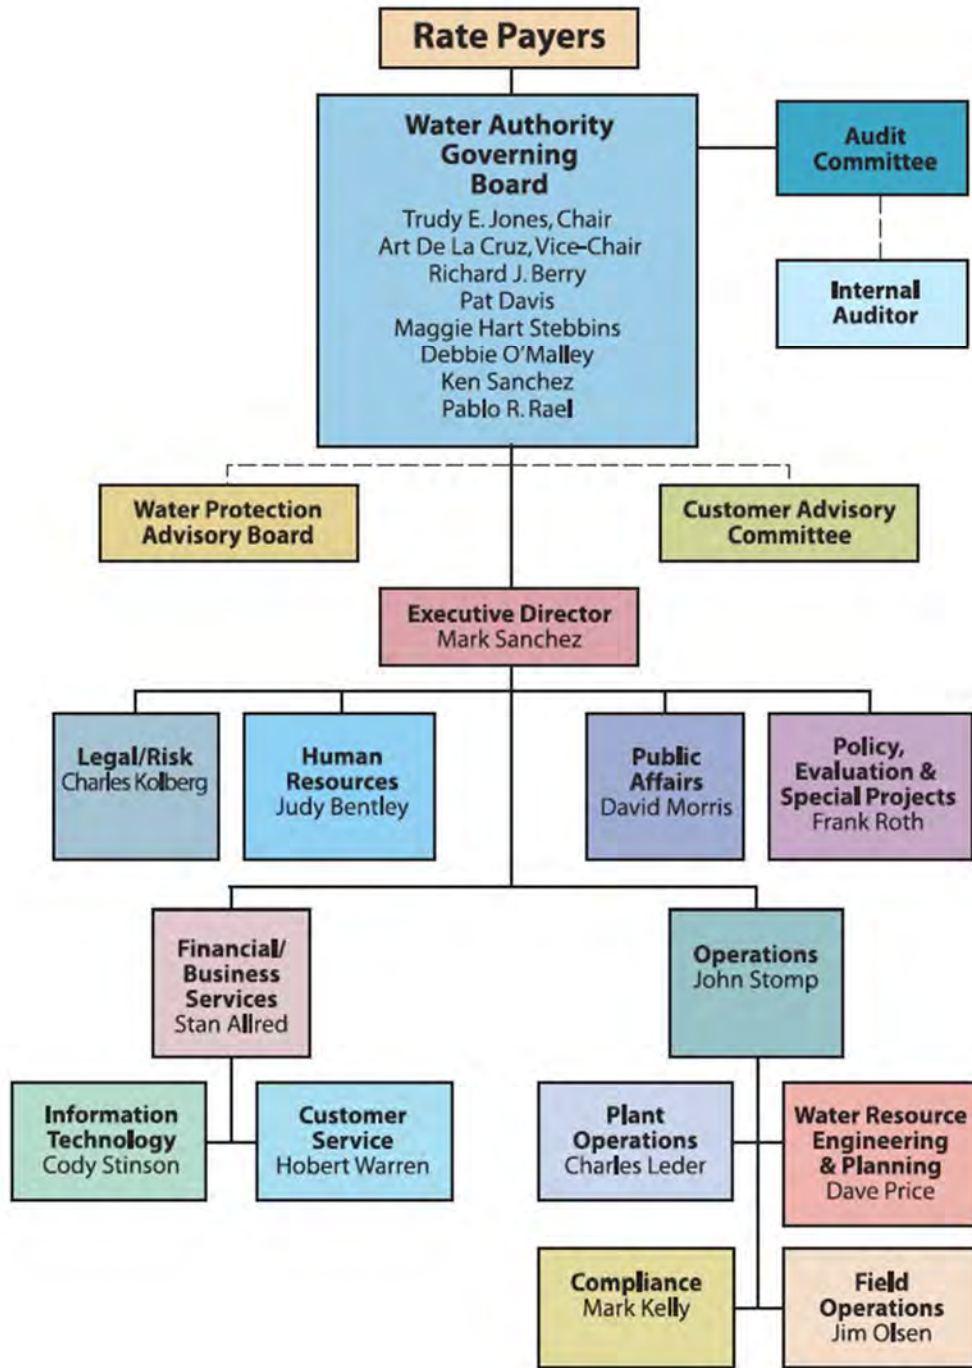 Rate Payers
Water Authority
Governing
Board
Trudy E. Jones, Chair
Art De La Cruz, Vice-Chair
Richard J. Berry
Pat Davis
Maggie Hart Stebbins
Debbie O'Malley
Ken Sanchez
Pablo R. Rael
Audit
Committee
Internal
Auditor
Water Protection
Advisory Board
Customer Advisory
Committee
Executive Director
Mark Sanchez
Legal/Risk
Charles Kolberg
Human
Resources
Judy Bentley
Public
Affairs
David Morris
Policy,
Evaluation &
Special Projects
Frank Roth
Financial/
Business
Services
Stan Allred
Operations
John Stomp
Information
Technology
Cody Stinson
Customer
Service
Hobert Warren
Plant
Operations
Charles Leder
Water Resource
Engineering
& Planning
Dave Price
Compliance
Mark Kelly
Field
Operations
Jim Olsen